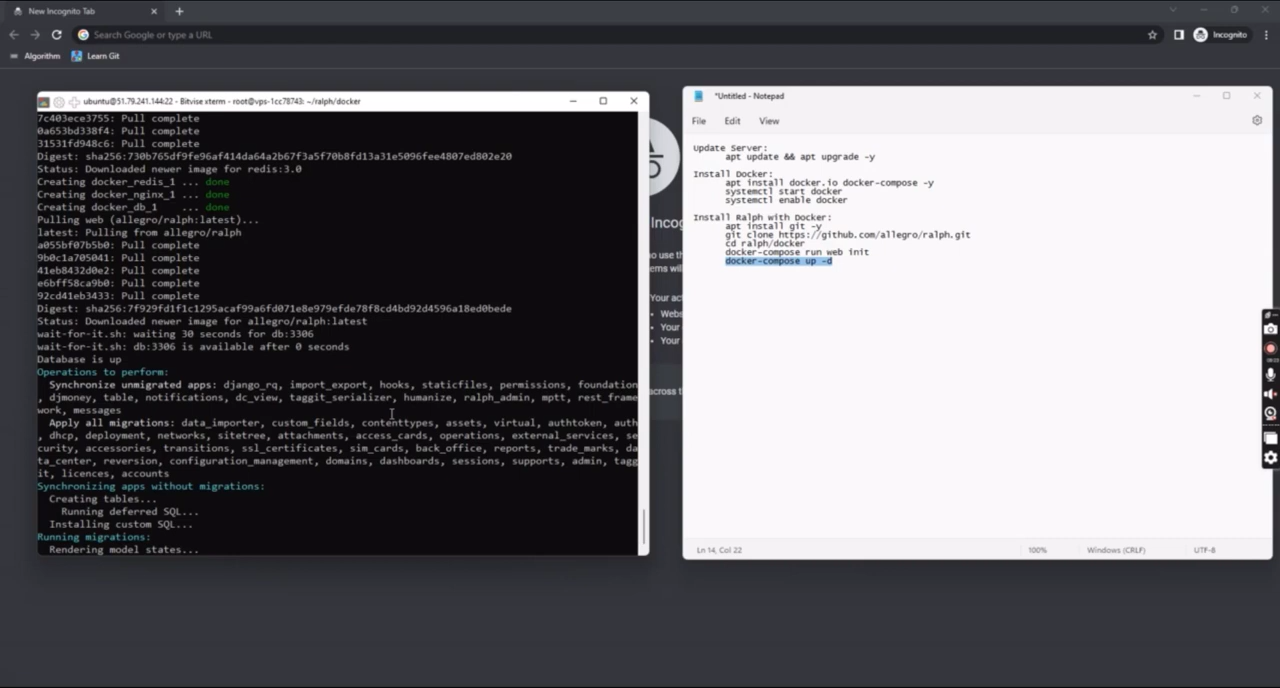 New Incognito Tab
Search Google or type a URL
Incognito
Algorithm
Learn Git
ubuntu@51.79.241.144:22 - Bitvise xterm - root@vps-1cc78743: ~/ralph/docker
7c403ece3755: Pull complete
0a653bd338f4: Pull complete
31531fd948c6: Pull complete
Digest: sha256:730b765df9fe96af414da64a2b67f3a5f70b8fd13a31e5096fee4807ed802e20
Status: Downloaded newer image for redis:3.0
Creating docker_redis_1 ... done
Creating docker_nginx_1 ... done
Creating docker_db_1    ... done
Pulling web (allegro/ralph:latest)...
latest: Pulling from allegro/ralph
a055bf07b5b0: Pull complete
9b0c1a705041: Pull complete
41eb8432d0e2: Pull complete
e6bff58ca9b0: Pull complete
92cd41eb3433: Pull complete
Digest: sha256:7f929fd1f1c1295acaf99a6fd071e8e979efde78f8cd4bd92d4596a18ed0bede
Status: Downloaded newer image for allegro/ralph:latest
wait-for-it.sh: waiting 30 seconds for db:3306
wait-for-it.sh: db:3306 is available after 0 seconds
Database is up
Operations to perform:
Synchronize unmigrated apps: django_rq, import_export, hooks, staticfiles, permissions, foundation
, djmoney, table, notifications, dc_view, taggit_serializer, humanize, ralph_admin, mptt, rest_frame
work, messages
Apply all migrations: data_importer, custom_fields, contenttypes, assets, virtual, authtoken, auth
, dhcp, deployment, networks, sitetree, attachments, access_cards, operations, external_services, se
curity, accessories, transitions, ssl_certificates, sim_cards, back_office, reports, trade_marks, da
ta_center, reversion, configuration_management, domains, dashboards, sessions, supports, admin, tagg
it, licences, accounts
Synchronizing apps without migrations:
Creating tables...
Running deferred SQL...
Installing custom SQL...
Running migrations:
Rendering model states...
Incog
ou use th
ems will
Your act
• Webs
• Your
• Your
across t
*Untitled - Notepad
File Edit View
Update Server:
apt update && apt upgrade -y
Install Docker:
apt install docker.io docker-compose -y
systemctl start docker
systemctl enable docker
Install Ralph with Docker:
apt install git -y
git clone https://github.com/allegro/ralph.git
cd ralph/docker
docker-compose run web init
docker-compose up -d
Ln 14, Col 22
100%
Windows (CRLF)
UTF-8